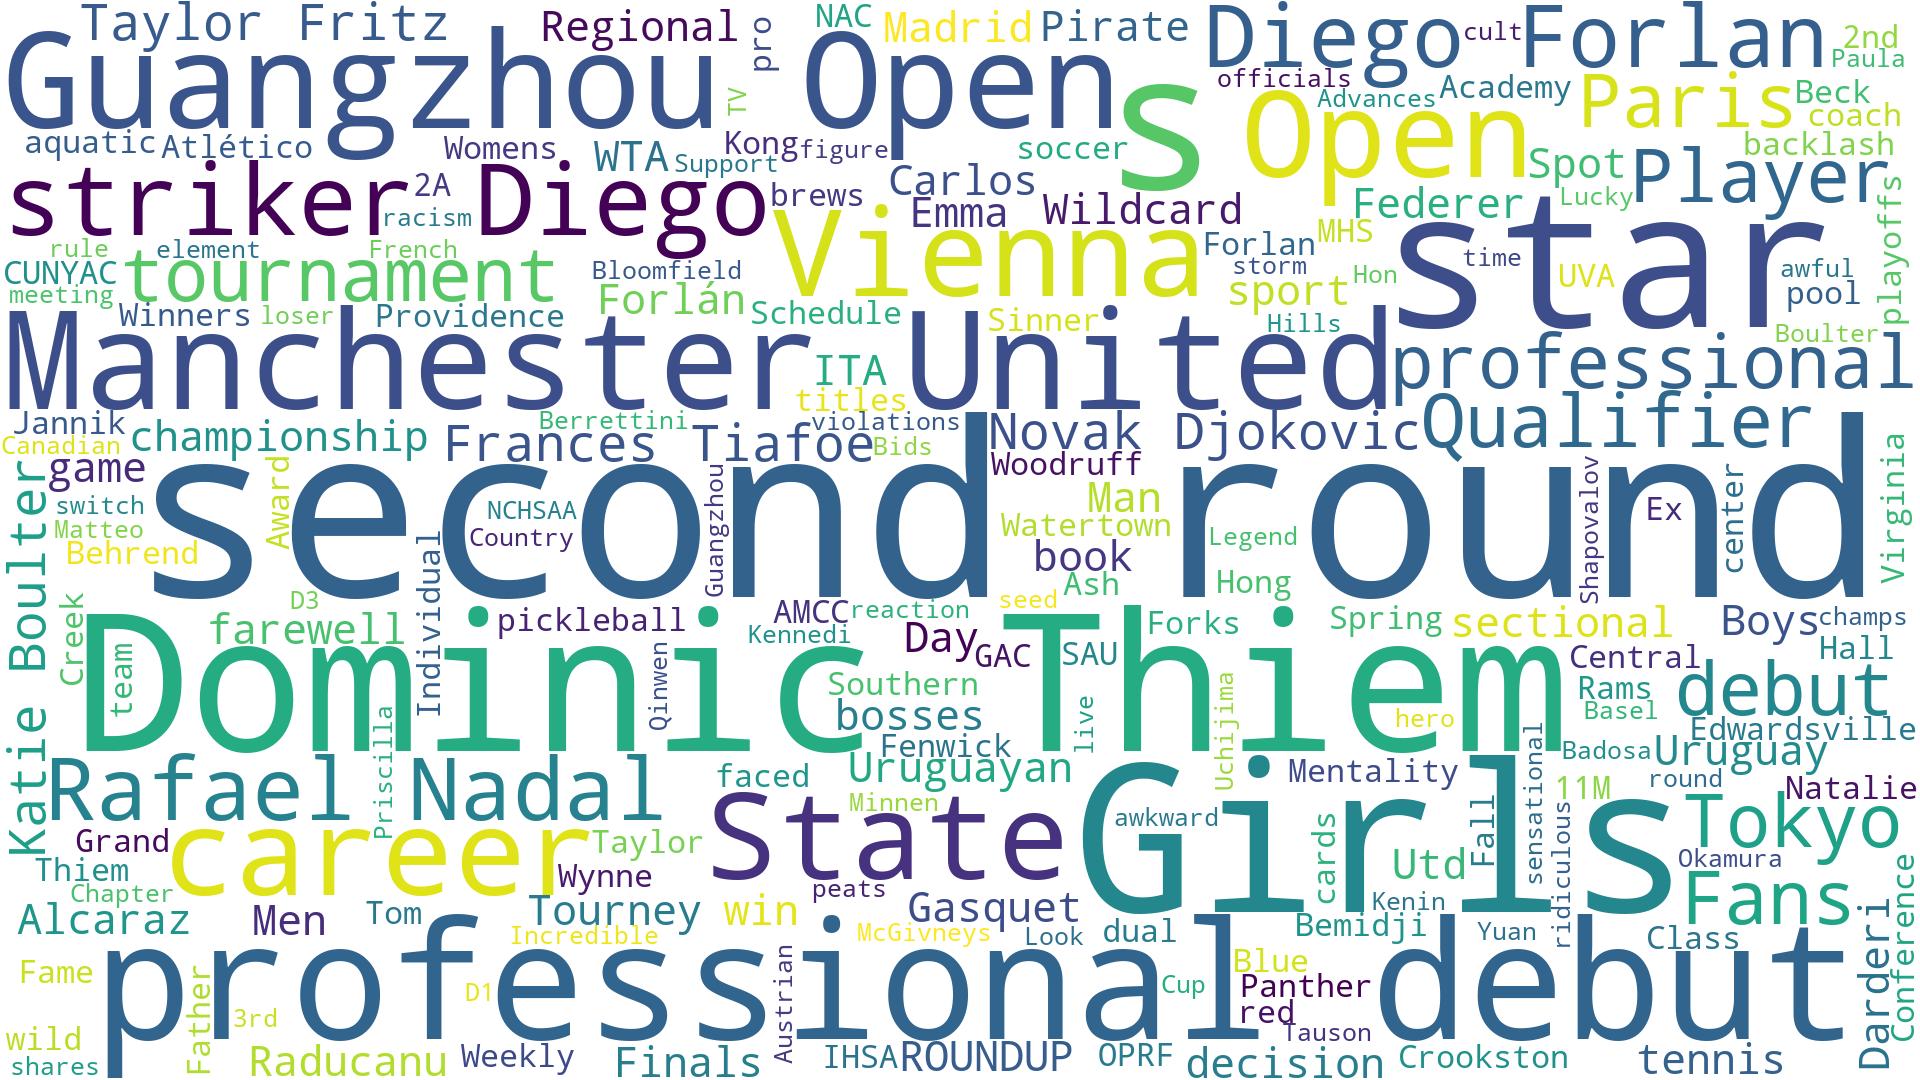 Taylor Fritz
Regional
pro
NAC
Madrid
Pirate
Diego Forlan
cult
2nd
Paula
Guangzhou Open
TV
s
officials
Open
Advances
Academy
Paris
Beck
coach
backlash
aquatic
Atlético
Womens
WTA
Support
Kong
figure
soccer
Spot
Player
striker
2A
racism
Diego
brews
Carlos
Emma
Wildcard
Federer
Lucky
playoffs
rule
element
French
Vienna
Forlan
MHS
star
time
CUNYAC
tournament
Bloomfield
storm
Hon
UVA
awful
meeting
Forlán
sport
pool
Winners
loser
Providence
Schedule
Sinner
Hills
Boulter
Manchester United
professional
ITA
titles
Jannik
Berrettini
violations
Qualifier
Canadian
championship
Frances Tiafoe
Bids
Novak Djokovic
game
Award
Guangzhou
Woodruff
Shapovalov
center
Virginia
Katie Boulter
second round
switch
NCHSAA
Man
Ex
Matteo
Country
Watertown
Legend
Behrend
Individual
book
Ash
Hong
Creek
D3
AMCC
reaction
seed
farewell
pickleball
Kennedi
Day
Forks
Spring
sectional
Boys
champs
team
Dominic Thiem
Qinwen
GAC
SAU
Central
Hall
Southern
Uchijima
Rams
debut
Priscilla
bosses
live
hero
Basel
Edwardsville
Fenwick
sensational
Badosa
Uruguay
Rafael Nadal
faced
Uruguayan
Mentality
11M
round
Natalie
Minnen
State
Girls
awkward
Fall
ridiculous
Tokyo
Grand
career
Taylor
cards
Utd
Okamura
Conference
Thiem
Wynne
peats
Fans
Chapter
Kenin
Alcaraz
Men
Tom
Tourney
win
Gasquet
Bemidji
Yuan
Class
Darderi
Incredible
McGivneys
Look
dual
professional debut
Fame
Father
Austrian
Blue
D1
Cup
Panther
3rd
red
wild
Tauson
shares
Raducanu
Weekly
Finals
IHSA
ROUNDUP
OPRF
decision
Crookston
tennis